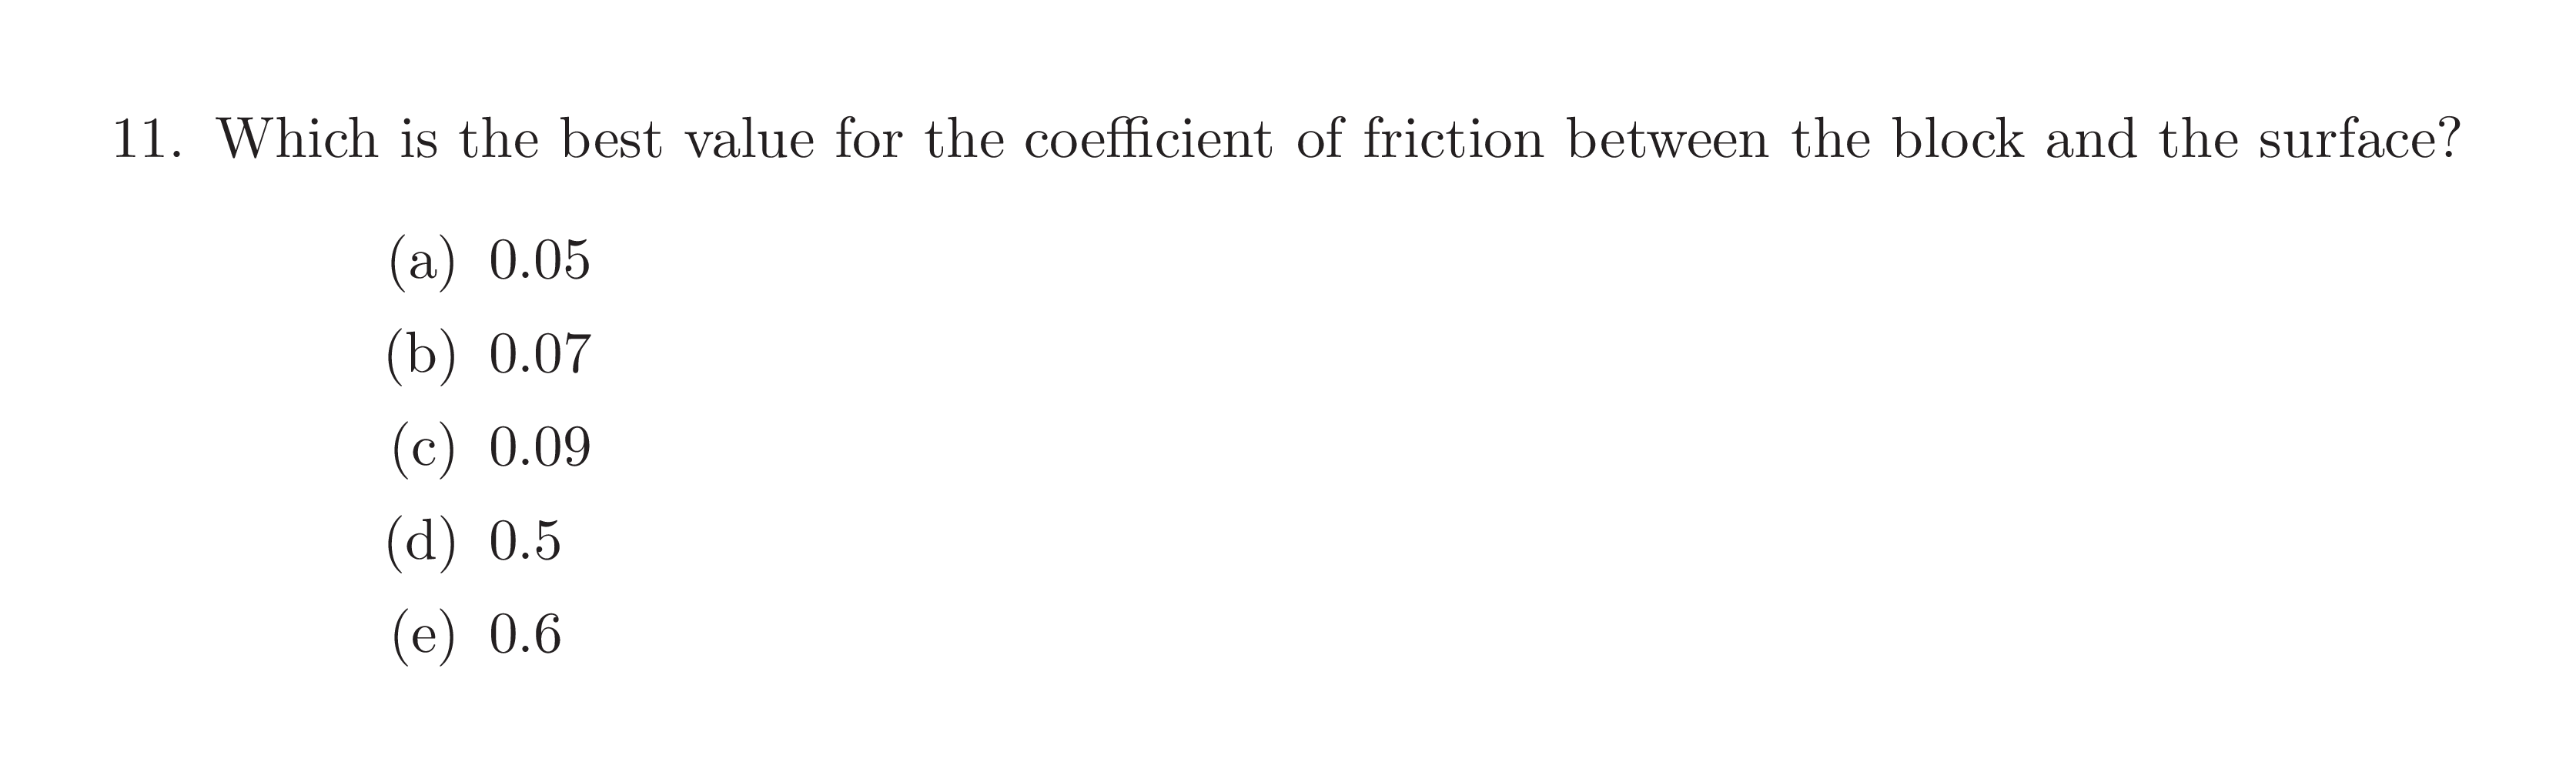 11. Which is the best value for the coefficient of friction between the block and the surface?
(a) 0.05
(b) 0.07
(c) 0.09
(d) 0.5
(e) 0.6